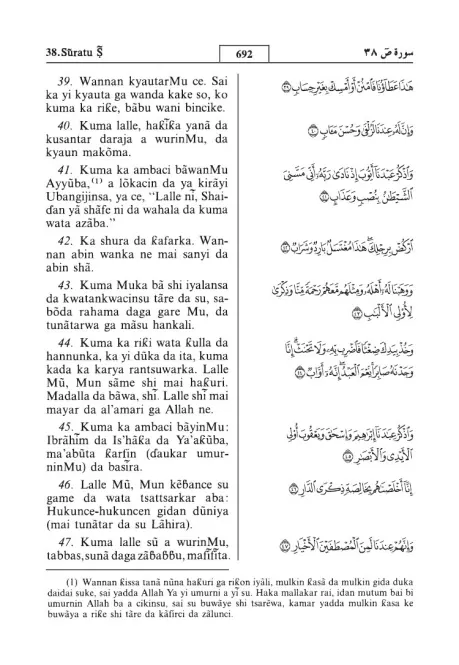 38.Sūratu Ṣ̄
692
سورة صٓ ٣٨
39. Wannan kyautarMu ce. Sai
ka yi kyauta ga wanda kake so, ko
kuma ka riƙe, bābu wani bincike.
40. Kuma lalle, haƙīƙa yanā da
kusantar daraja a wurinMu, da
kyaun makōma.
41. Kuma ka ambaci bāwanMu
Ayyūba,⁽¹⁾ a lōkacin da ya kirāyi
Ubangijinsa, ya ce, "Lalle nī, Shai-
ɗan yā shāfe ni da wahala da kuma
wata azāba."
42. Ka shura da ƙafarka. Wan-
nan abin wanka ne mai sanyi da
abin shā.
43. Kuma Muka bā shi iyalansa
da kwatankwacinsu tāre da su, sa-
bōda rahama daga gare Mu, da
tunātarwa ga māsu hankali.
44. Kuma ka riƙi wata ƙulla da
hannunka, ka yi dūka da ita, kuma
kada ka karya rantsuwarka. Lalle
Mū, Mun sāme shi mai haƙuri.
Madalla da bāwa, shī. Lalle shī mai
mayar da al'amari ga Allah ne.
45. Kuma ka ambaci bāyinMu:
Ibrāhīm da Is'hāƙa da Ya'aƙūba,
ma'abūta ƙarfin (ɗaukar umur-
ninMu) da basīra.
46. Lalle Mū, Mun kēɓance su
game da wata tsattsarkar aba:
Hukunce-hukuncen gidan dūniya
(mai tunātar da su Lāhira).
47. Kuma lalle sū a wurinMu,
tabbas, sunā daga zāɓaɓɓu, mafīfīta.
هَٰذَا عَطَآؤُنَا فَٱمۡنُنۡ أَوۡ أَمۡسِكۡ بِغَيۡرِ حِسَابٖ ٣٩
وَإِنَّ لَهُۥ عِندَنَا لَزُلۡفَىٰ وَحُسۡنَ مَـَٔابٖ ٤٠
وَٱذۡكُرۡ عَبۡدَنَآ أَيُّوبَ إِذۡ نَادَىٰ رَبَّهُۥٓ أَنِّي مَسَّنِيَ
ٱلشَّيۡطَٰنُ بِنُصۡبٖ وَعَذَابٍ ٤١
ٱرۡكُضۡ بِرِجۡلِكَۖ هَٰذَا مُغۡتَسَلُۢ بَارِدٞ وَشَرَابٞ ٤٢
وَوَهَبۡنَا لَهُۥٓ أَهۡلَهُۥ وَمِثۡلَهُم مَّعَهُمۡ رَحۡمَةٗ مِّنَّا وَذِكۡرَىٰ
لِأُوْلِي ٱلۡأَلۡبَٰبِ ٤٣
وَخُذۡ بِيَدِكَ ضِغۡثٗا فَٱضۡرِب بِّهِۦ وَلَا تَحۡنَثۡۗ إِنَّا
وَجَدۡنَٰهُ صَابِرٗاۚ نِّعۡمَ ٱلۡعَبۡدُ إِنَّهُۥٓ أَوَّابٞ ٤٤
وَٱذۡكُرۡ عِبَٰدَنَآ إِبۡرَٰهِيمَ وَإِسۡحَٰقَ وَيَعۡقُوبَ أُوْلِي
ٱلۡأَيۡدِي وَٱلۡأَبۡصَٰرِ ٤٥
إِنَّآ أَخۡلَصۡنَٰهُم بِخَالِصَةٖ ذِكۡرَى ٱلدَّارِ ٤٦
وَإِنَّهُمۡ عِندَنَا لَمِنَ ٱلۡمُصۡطَفَيۡنَ ٱلۡأَخۡيَارِ ٤٧
(1) Wannan ƙissa tanā nūna haƙuri ga riƙon iyāli, mulkin ƙasā da mulkin gida duka
daidai suke, sai yadda Allah Ya yi umurni a yī su. Haka mallakar rai, idan mutum bai bi
umurnin Allah ba a cikinsu, sai su buwāye shi tsarēwa, kamar yadda mulkin ƙasa ke
buwāya a riƙe shi tāre da kāfirci da zālunci.